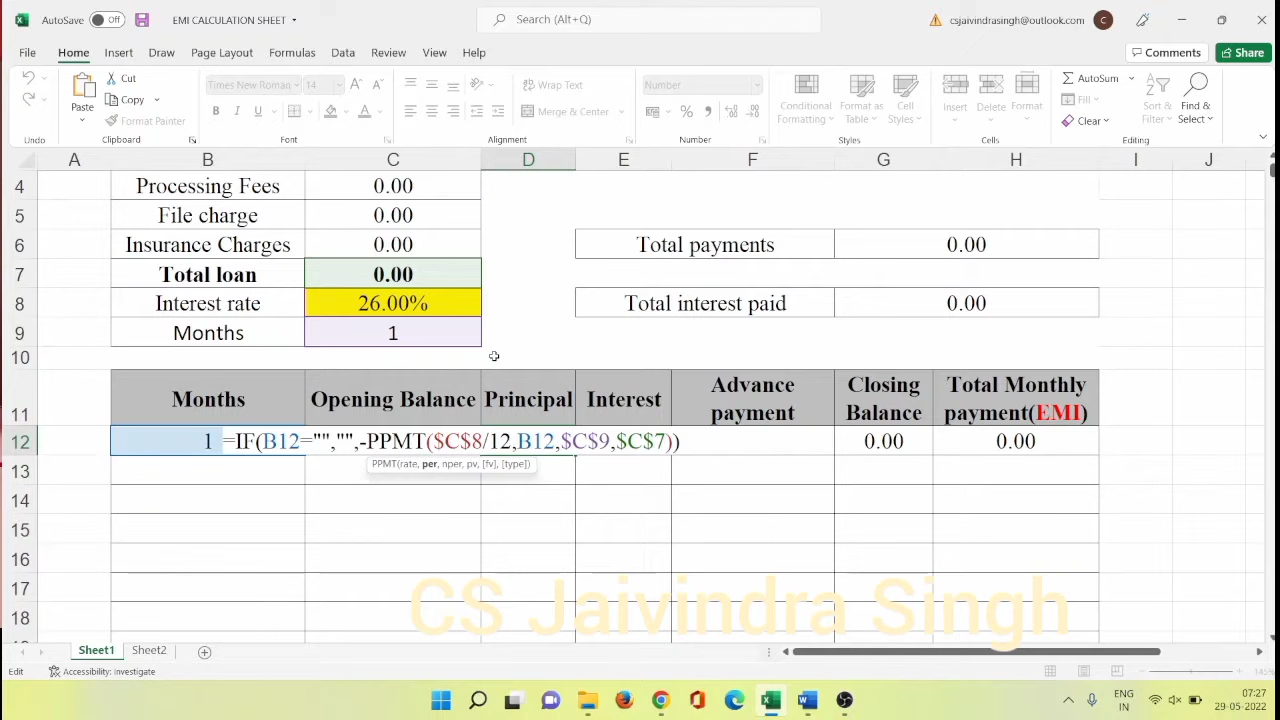 AutoSave Off EMI CALCULATION SHEET Search (Alt+Q) csjaivindrasingh@outlook.com C
File Home Insert Draw Page Layout Formulas Data Review View Help Comments Share
Paste Cut Copy Format Painter
Times New Roman 14
B I U A
Wrap Text Merge & Center
Number
Conditional Formatting Format as Table Cell Styles
Insert Delete Format
AutoSum Fill Clear Sort & Filter Find & Select
Undo Clipboard Font Alignment Number Styles Cells Editing
A B C D E F G H I J
4 Processing Fees 0.00
5 File charge 0.00
6 Insurance Charges 0.00 Total payments 0.00
7 Total loan 0.00
8 Interest rate 26.00% Total interest paid 0.00
9 Months 1
10
11 Months Opening Balance Principal Interest Advance payment Closing Balance Total Monthly payment(EMI)
12 1 =IF(B12="","",-PPMT($C$8/12,B12,$C$9,$C$7)) 0.00 0.00
PPMT(rate, per, nper, pv, [fv], [type])
13
14
15
16
17
18
CS Jaivindra Singh
Sheet1 Sheet2
Edit Accessibility: Investigate 145%
ENG IN 07:27 29-05-2022